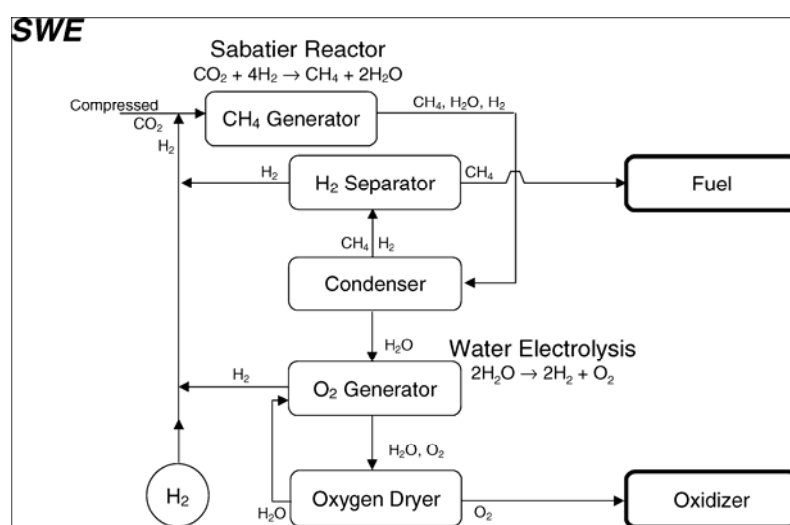 SWE
Sabatier Reactor
CO₂ + 4H₂ → CH₄ + 2H₂O
Compressed
CO₂
H₂
CH₄ Generator
CH₄, H₂O, H₂
H₂
H₂ Separator
CH₄
Fuel
CH₄ H₂
Condenser
H₂O
Water Electrolysis
2H₂O → 2H₂ + O₂
H₂
O₂ Generator
H₂O, O₂
H₂
H₂O
Oxygen Dryer
O₂
Oxidizer